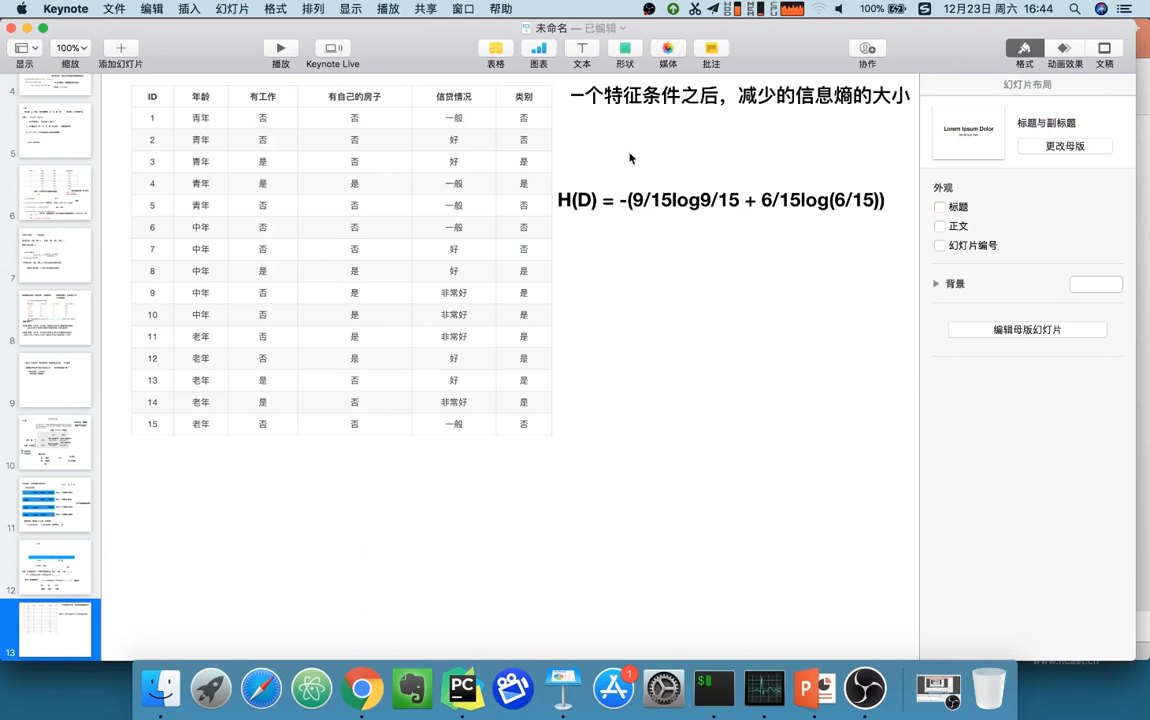 Keynote 文件 编辑 插入 幻灯片 格式 排列 显示 播放 共享 窗口 帮助 100% 12月23日 周六 16:44
未命名 — 已编辑
100%
显示 缩放 添加幻灯片 播放 Keynote Live 表格 图表 文本 形状 媒体 批注 协作 格式 动画效果 文稿
幻灯片布局
Lorem Ipsum Dolor
标题与副标题
更改母版
外观
标题
正文
幻灯片编号
背景
编辑母版幻灯片
4
5
6
7
8
9
10
11
12
13
ID 年龄 有工作 有自己的房子 信贷情况 类别
1 青年 否 否 一般 否
2 青年 否 否 好 否
3 青年 是 否 好 是
4 青年 是 是 一般 是
5 青年 否 否 一般 否
6 中年 否 否 一般 否
7 中年 否 否 好 否
8 中年 是 是 好 是
9 中年 否 是 非常好 是
10 中年 否 是 非常好 是
11 老年 否 是 非常好 是
12 老年 否 是 好 是
13 老年 是 否 好 是
14 老年 是 否 非常好 是
15 老年 否 否 一般 否
一个特征条件之后，减少的信息熵的大小
H(D) = -(9/15log9/15 + 6/15log(6/15))
PC
1